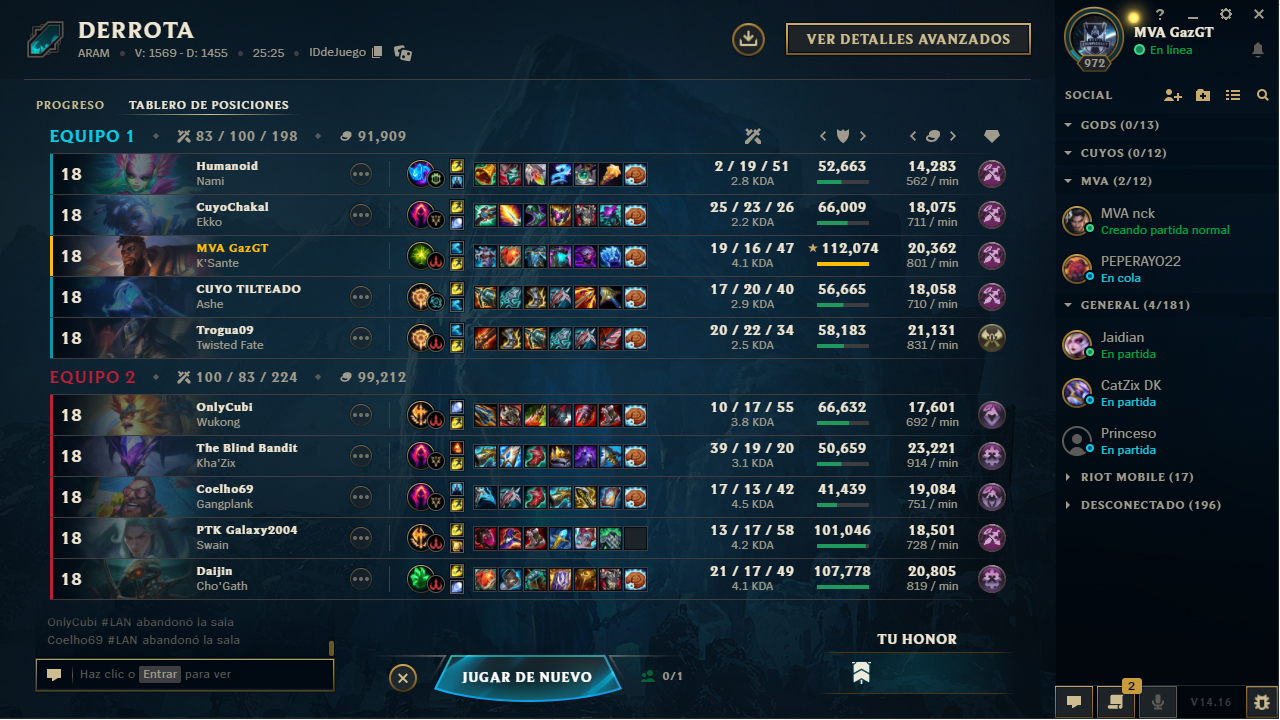 DERROTA
ARAM • V: 1569 - D: 1455 • 25:25 • IDdeJuego
VER DETALLES AVANZADOS
PROGRESO TABLERO DE POSICIONES
EQUIPO 1 • 83 / 100 / 198 • 91,909
18 Humanoid 2 / 19 / 51 52,663 14,283
Nami 2.8 KDA 562 / min
18 CuyoChakal 25 / 23 / 26 66,009 18,075
Ekko 2.2 KDA 711 / min
18 MVA GazGT 19 / 16 / 47 112,074 20,362
K'Sante 4.1 KDA 801 / min
18 CUYO TILTEADO 17 / 20 / 40 56,665 18,058
Ashe 2.9 KDA 710 / min
18 Trogua09 20 / 22 / 34 58,183 21,131
Twisted Fate 2.5 KDA 831 / min
EQUIPO 2 • 100 / 83 / 224 • 99,212
18 OnlyCubi 10 / 17 / 55 66,632 17,601
Wukong 3.8 KDA 692 / min
18 The Blind Bandit 39 / 19 / 20 50,659 23,221
Kha'Zix 3.1 KDA 914 / min
18 Coelho69 17 / 13 / 42 41,439 19,084
Gangplank 4.5 KDA 751 / min
18 PTK Galaxy2004 13 / 17 / 58 101,046 18,501
Swain 4.2 KDA 728 / min
18 Daijin 21 / 17 / 49 107,778 20,805
Cho'Gath 4.1 KDA 819 / min
OnlyCubi #LAN abandonó la sala
Coelho69 #LAN abandonó la sala
Haz clic o Entrar para ver
JUGAR DE NUEVO
0/1
TU HONOR
?
MVA GazGT
En línea
972
SOCIAL
GODS (0/13)
CUYOS (0/12)
MVA (2/12)
MVA nck
Creando partida normal
PEPERAYO22
En cola
GENERAL (4/181)
Jaidian
En partida
CatZix DK
En partida
Princeso
En partida
RIOT MOBILE (17)
DESCONECTADO (196)
2
V14.16